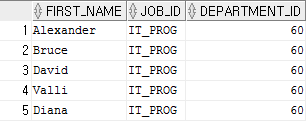 FIRST_NAME JOB_ID DEPARTMENT_ID
1 Alexander IT_PROG 60
2 Bruce IT_PROG 60
3 David IT_PROG 60
4 Valli IT_PROG 60
5 Diana IT_PROG 60